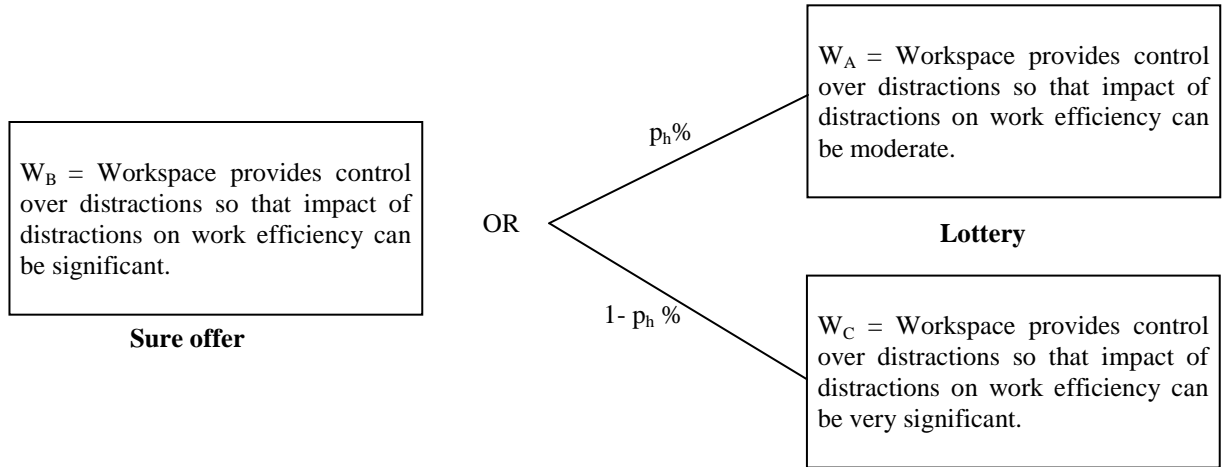 W_B = Workspace provides control
over distractions so that impact of
distractions on work efficiency can
be significant.
Sure offer
OR
p_h%
1- p_h %
W_A = Workspace provides control
over distractions so that impact of
distractions on work efficiency can
be moderate.
Lottery
W_C = Workspace provides control
over distractions so that impact of
distractions on work efficiency can
be very significant.